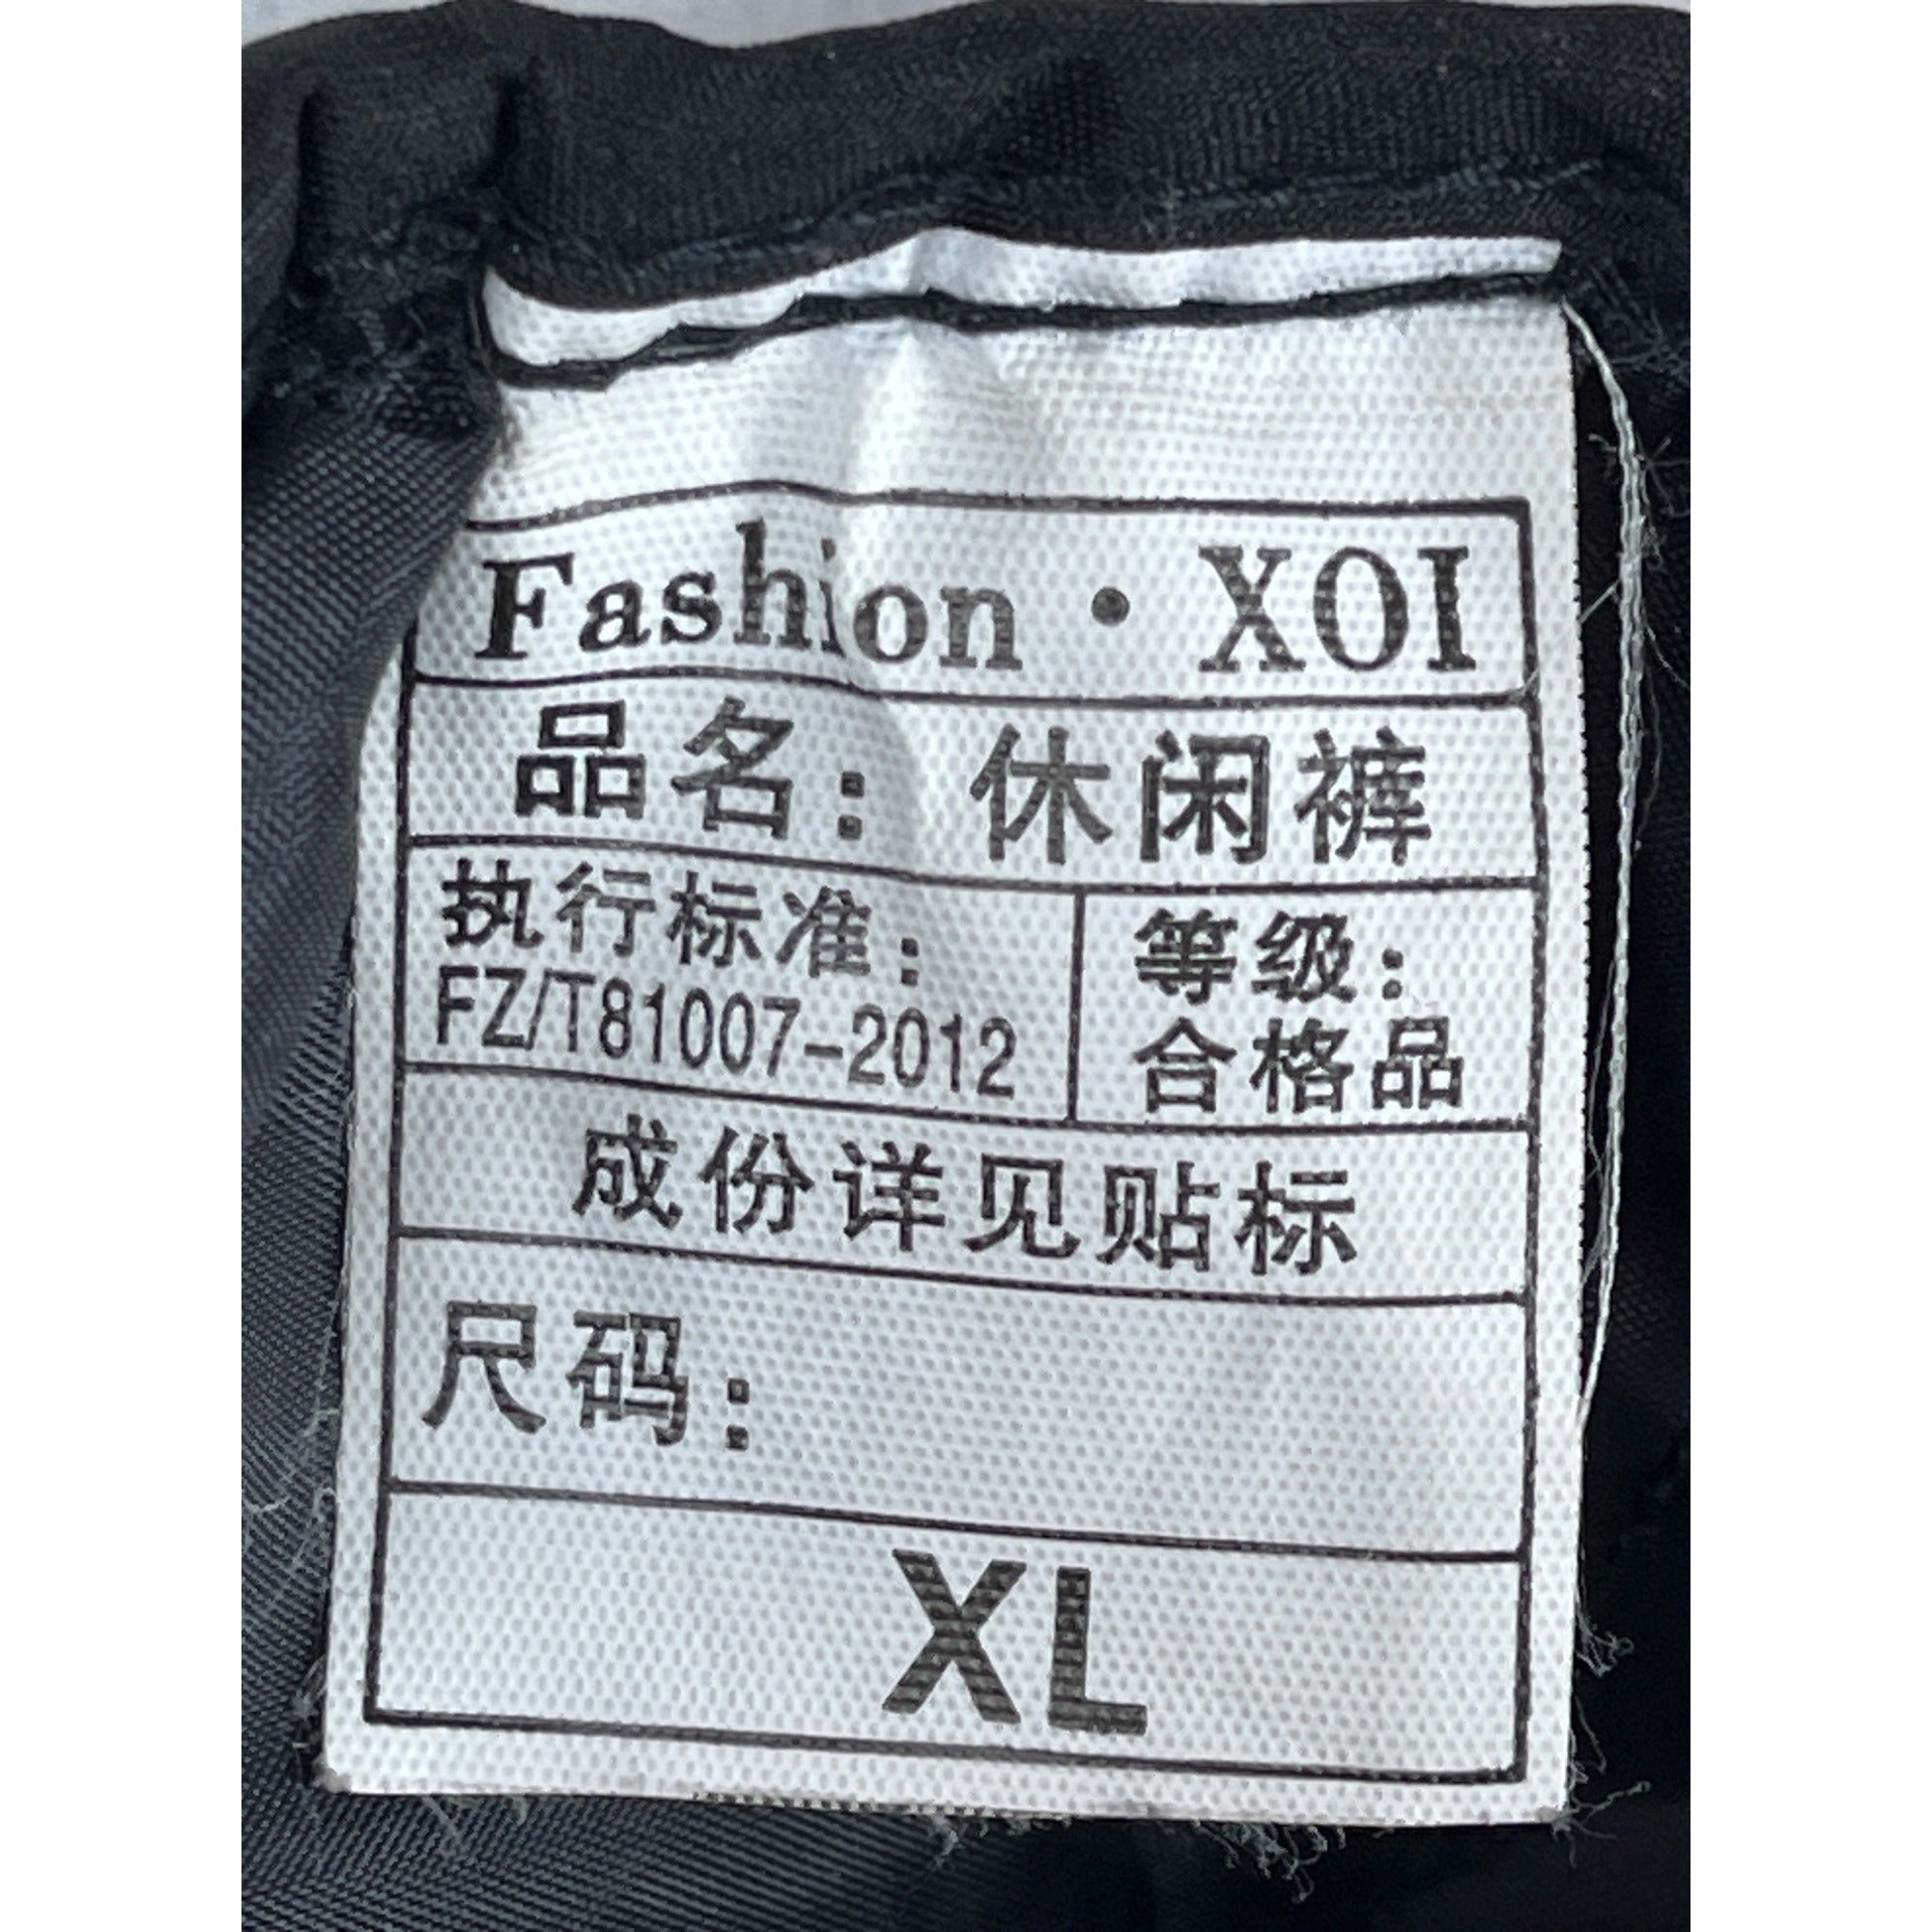 Fashion · XOI
品名：休闲裤
执行标准：
FZ/T81007-2012
等级：
合格品
成份详见贴标
尺码：
XL